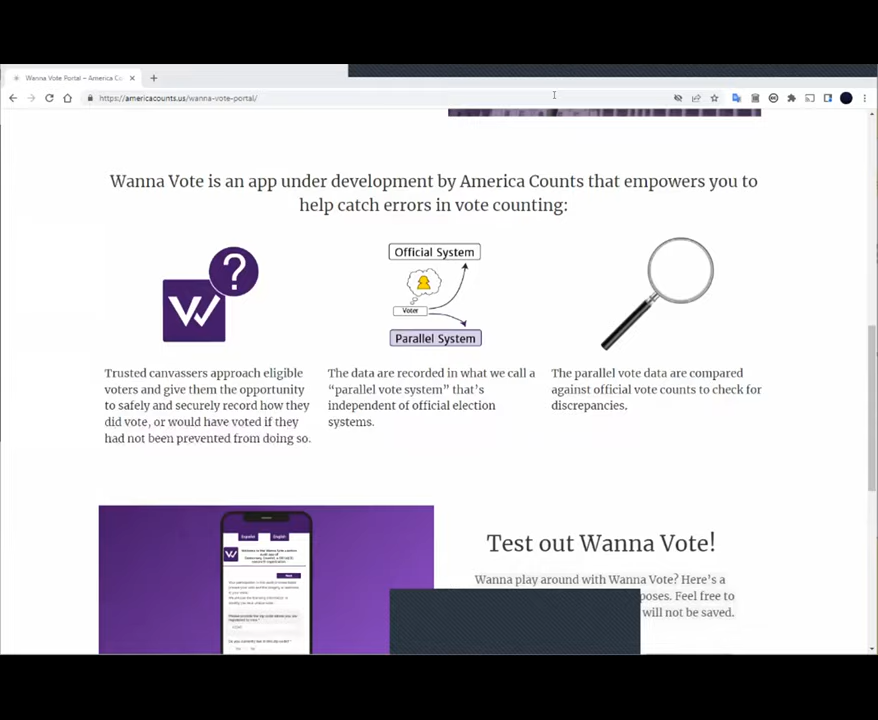 Wanna Vote Portal – America Co
https://americacounts.us/wanna-vote-portal/
Wanna Vote is an app under development by America Counts that empowers you to
help catch errors in vote counting:
?
W
Official System
Voter
Parallel System
Trusted canvassers approach eligible
voters and give them the opportunity
to safely and securely record how they
did vote, or would have voted if they
had not been prevented from doing so.
The data are recorded in what we call a
“parallel vote system” that’s
independent of official election
systems.
The parallel vote data are compared
against official vote counts to check for
discrepancies.
Español English
W
Next
Test out Wanna Vote!
Wanna play around with Wanna Vote? Here’s a
poses. Feel free to
will not be saved.